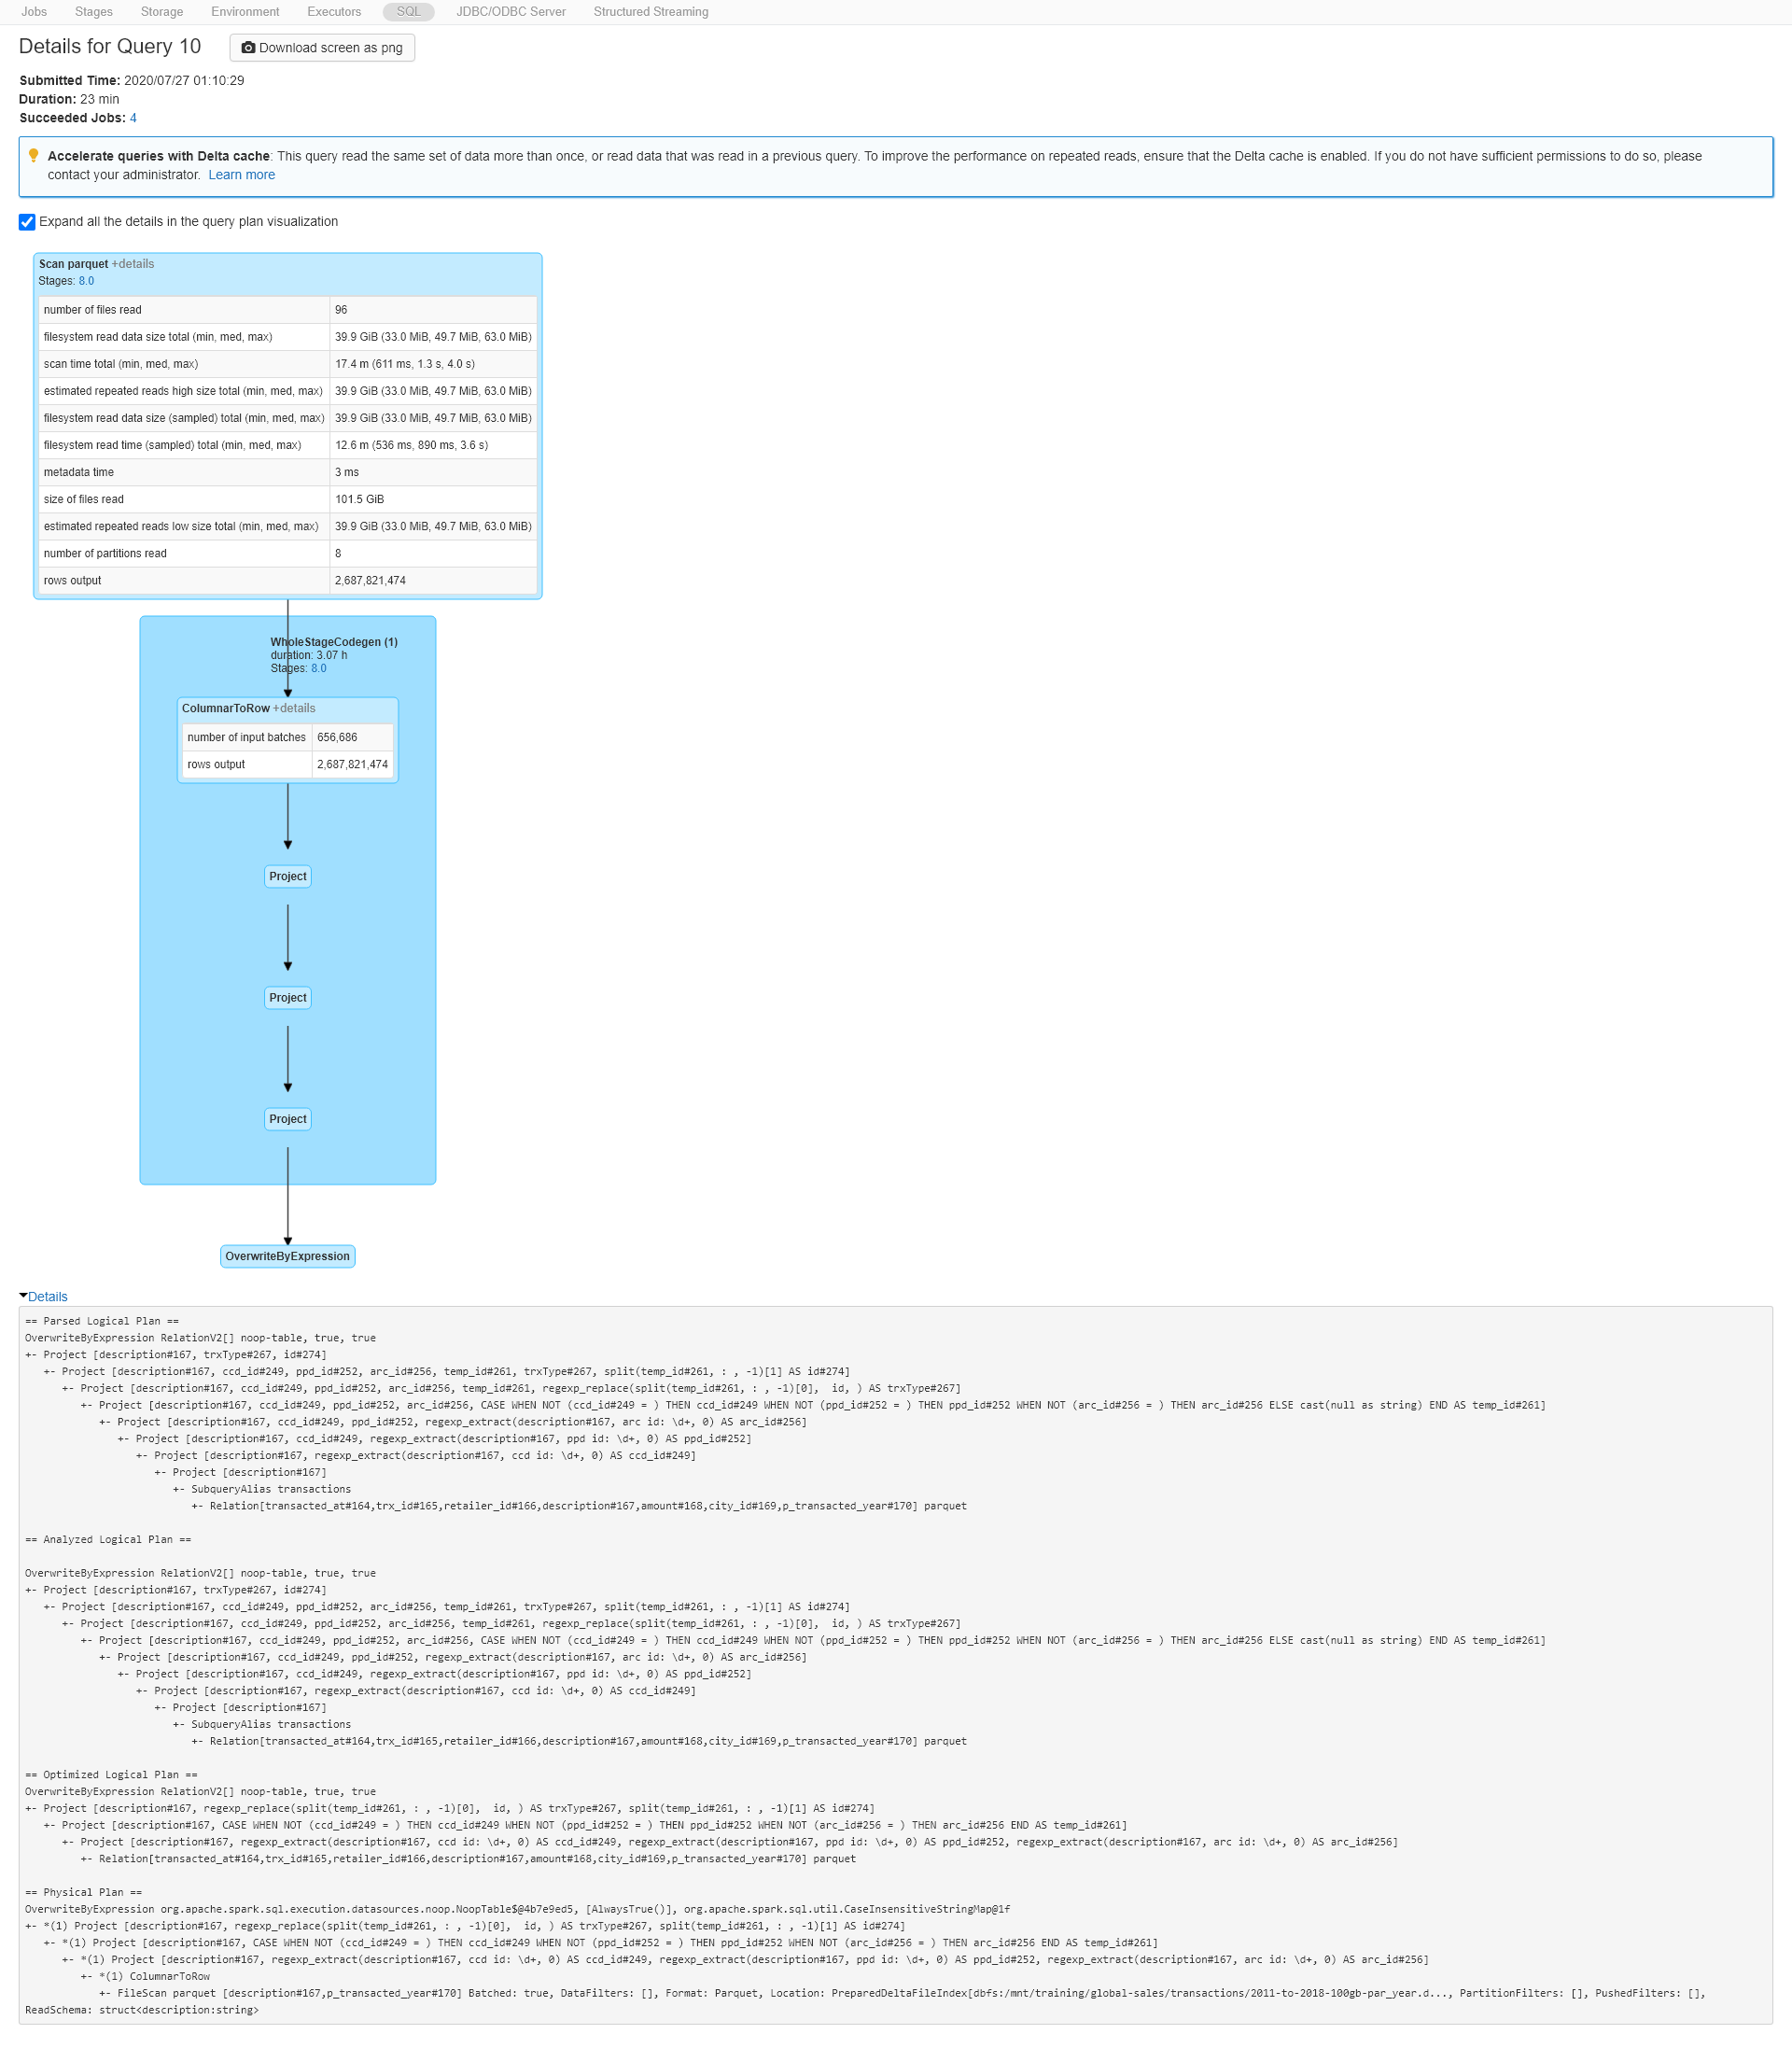 Jobs Stages Storage Environment Executors SQL JDBC/ODBC Server Structured Streaming
Details for Query 10 Download screen as png
Submitted Time: 2020/07/27 01:10:29
Duration: 23 min
Succeeded Jobs: 4
Accelerate queries with Delta cache: This query read the same set of data more than once, or read data that was read in a previous query. To improve the performance on repeated reads, ensure that the Delta cache is enabled. If you do not have sufficient permissions to do so, please
contact your administrator. Learn more
Expand all the details in the query plan visualization
Scan parquet +details
Stages: 8.0
number of files read 96
filesystem read data size total (min, med, max) 39.9 GiB (33.0 MiB, 49.7 MiB, 63.0 MiB)
scan time total (min, med, max) 17.4 m (611 ms, 1.3 s, 4.0 s)
estimated repeated reads high size total (min, med, max) 39.9 GiB (33.0 MiB, 49.7 MiB, 63.0 MiB)
filesystem read data size (sampled) total (min, med, max) 39.9 GiB (33.0 MiB, 49.7 MiB, 63.0 MiB)
filesystem read time (sampled) total (min, med, max) 12.6 m (536 ms, 890 ms, 3.6 s)
metadata time 3 ms
size of files read 101.5 GiB
estimated repeated reads low size total (min, med, max) 39.9 GiB (33.0 MiB, 49.7 MiB, 63.0 MiB)
number of partitions read 8
rows output 2,687,821,474
WholeStageCodegen (1)
duration: 3.07 h
Stages: 8.0
ColumnarToRow +details
number of input batches 656,686
rows output 2,687,821,474
Project
Project
Project
OverwriteByExpression
Details
== Parsed Logical Plan ==
OverwriteByExpression RelationV2[] noop-table, true, true
+- Project [description#167, trxType#267, id#274]
+- Project [description#167, ccd_id#249, ppd_id#252, arc_id#256, temp_id#261, trxType#267, split(temp_id#261, : , -1)[1] AS id#274]
+- Project [description#167, ccd_id#249, ppd_id#252, arc_id#256, temp_id#261, regexp_replace(split(temp_id#261, : , -1)[0],  id, ) AS trxType#267]
+- Project [description#167, ccd_id#249, ppd_id#252, arc_id#256, CASE WHEN NOT (ccd_id#249 = ) THEN ccd_id#249 WHEN NOT (ppd_id#252 = ) THEN ppd_id#252 WHEN NOT (arc_id#256 = ) THEN arc_id#256 ELSE cast(null as string) END AS temp_id#261]
+- Project [description#167, ccd_id#249, ppd_id#252, regexp_extract(description#167, arc id: \d+, 0) AS arc_id#256]
+- Project [description#167, ccd_id#249, regexp_extract(description#167, ppd id: \d+, 0) AS ppd_id#252]
+- Project [description#167, regexp_extract(description#167, ccd id: \d+, 0) AS ccd_id#249]
+- Project [description#167]
+- SubqueryAlias transactions
+- Relation[transacted_at#164,trx_id#165,retailer_id#166,description#167,amount#168,city_id#169,p_transacted_year#170] parquet
== Analyzed Logical Plan ==
OverwriteByExpression RelationV2[] noop-table, true, true
+- Project [description#167, trxType#267, id#274]
+- Project [description#167, ccd_id#249, ppd_id#252, arc_id#256, temp_id#261, trxType#267, split(temp_id#261, : , -1)[1] AS id#274]
+- Project [description#167, ccd_id#249, ppd_id#252, arc_id#256, temp_id#261, regexp_replace(split(temp_id#261, : , -1)[0],  id, ) AS trxType#267]
+- Project [description#167, ccd_id#249, ppd_id#252, arc_id#256, CASE WHEN NOT (ccd_id#249 = ) THEN ccd_id#249 WHEN NOT (ppd_id#252 = ) THEN ppd_id#252 WHEN NOT (arc_id#256 = ) THEN arc_id#256 ELSE cast(null as string) END AS temp_id#261]
+- Project [description#167, ccd_id#249, ppd_id#252, regexp_extract(description#167, arc id: \d+, 0) AS arc_id#256]
+- Project [description#167, ccd_id#249, regexp_extract(description#167, ppd id: \d+, 0) AS ppd_id#252]
+- Project [description#167, regexp_extract(description#167, ccd id: \d+, 0) AS ccd_id#249]
+- Project [description#167]
+- SubqueryAlias transactions
+- Relation[transacted_at#164,trx_id#165,retailer_id#166,description#167,amount#168,city_id#169,p_transacted_year#170] parquet
== Optimized Logical Plan ==
OverwriteByExpression RelationV2[] noop-table, true, true
+- Project [description#167, regexp_replace(split(temp_id#261, : , -1)[0],  id, ) AS trxType#267, split(temp_id#261, : , -1)[1] AS id#274]
+- Project [description#167, CASE WHEN NOT (ccd_id#249 = ) THEN ccd_id#249 WHEN NOT (ppd_id#252 = ) THEN ppd_id#252 WHEN NOT (arc_id#256 = ) THEN arc_id#256 END AS temp_id#261]
+- Project [description#167, regexp_extract(description#167, ccd id: \d+, 0) AS ccd_id#249, regexp_extract(description#167, ppd id: \d+, 0) AS ppd_id#252, regexp_extract(description#167, arc id: \d+, 0) AS arc_id#256]
+- Relation[transacted_at#164,trx_id#165,retailer_id#166,description#167,amount#168,city_id#169,p_transacted_year#170] parquet
== Physical Plan ==
OverwriteByExpression org.apache.spark.sql.execution.datasources.noop.NoopTable$@4b7e9ed5, [AlwaysTrue()], org.apache.spark.sql.util.CaseInsensitiveStringMap@1f
+- *(1) Project [description#167, regexp_replace(split(temp_id#261, : , -1)[0],  id, ) AS trxType#267, split(temp_id#261, : , -1)[1] AS id#274]
+- *(1) Project [description#167, CASE WHEN NOT (ccd_id#249 = ) THEN ccd_id#249 WHEN NOT (ppd_id#252 = ) THEN ppd_id#252 WHEN NOT (arc_id#256 = ) THEN arc_id#256 END AS temp_id#261]
+- *(1) Project [description#167, regexp_extract(description#167, ccd id: \d+, 0) AS ccd_id#249, regexp_extract(description#167, ppd id: \d+, 0) AS ppd_id#252, regexp_extract(description#167, arc id: \d+, 0) AS arc_id#256]
+- *(1) ColumnarToRow
+- FileScan parquet [description#167,p_transacted_year#170] Batched: true, DataFilters: [], Format: Parquet, Location: PreparedDeltaFileIndex[dbfs:/mnt/training/global-sales/transactions/2011-to-2018-100gb-par_year.d..., PartitionFilters: [], PushedFilters: [],
ReadSchema: struct<description:string>